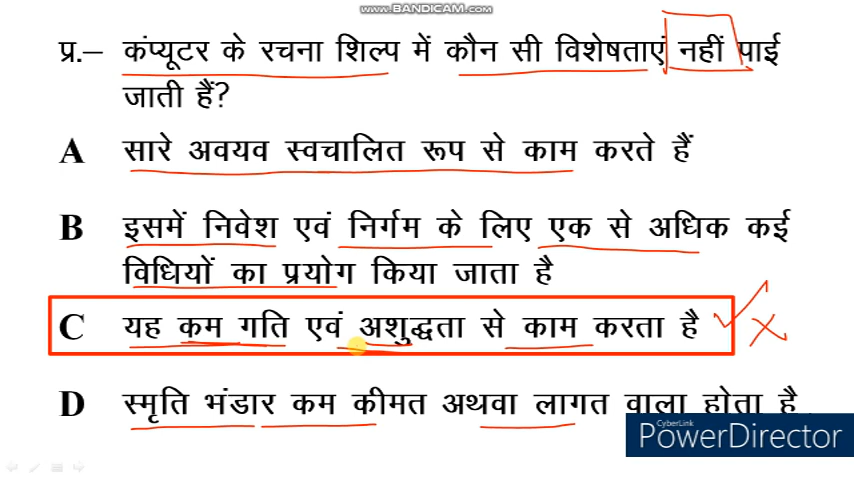 WWW.BANDICAM.COM
प्र.– कंप्यूटर के रचना शिल्प में कौन सी विशेषताएं नहीं पाई
जाती हैं?
A सारे अवयव स्वचालित रूप से काम करते हैं
B इसमें निवेश एवं निर्गम के लिए एक से अधिक कई
विधियों का प्रयोग किया जाता है
C यह कम गति एवं अशुद्धता से काम करता है
D स्मृति भंडार कम कीमत अथवा लागत वाला होता है
CyberLink
PowerDirector